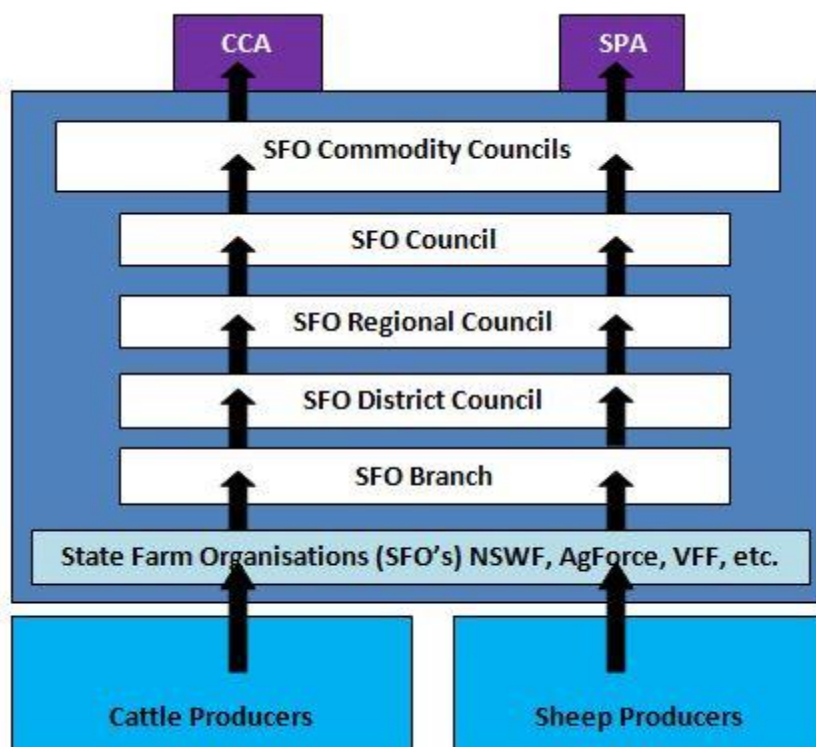 CCA
SPA
SFO Commodity Councils
SFO Council
SFO Regional Council
SFO District Council
SFO Branch
State Farm Organisations (SFO's) NSWF, AgForce, VFF, etc.
Cattle Producers
Sheep Producers